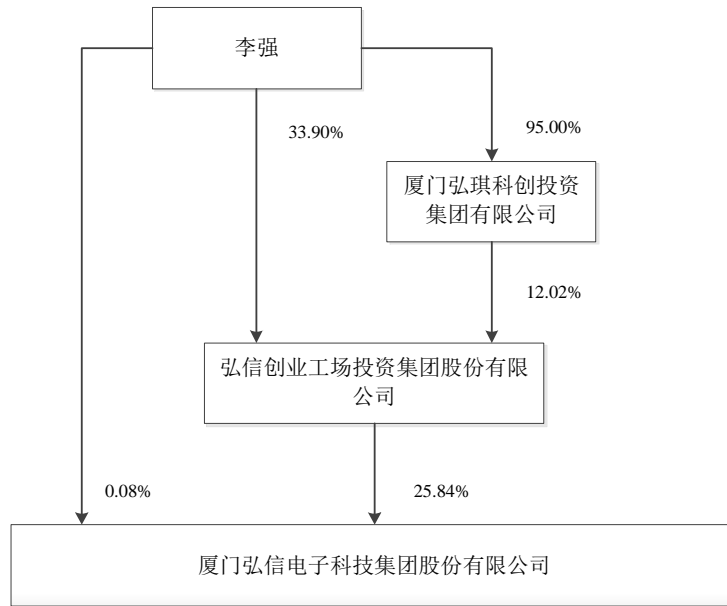 李强
33.90%
95.00%
厦门弘琪科创投资
集团有限公司
12.02%
弘信创业工场投资集团股份有限
公司
0.08%
25.84%
厦门弘信电子科技集团股份有限公司